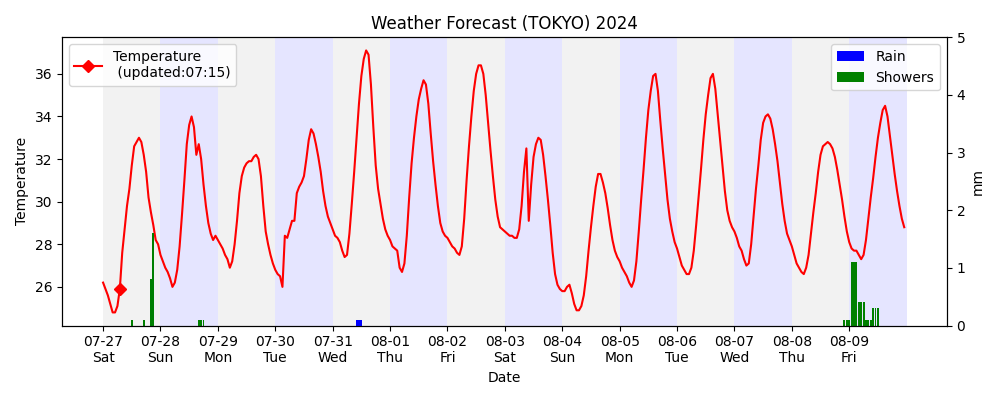 Weather Forecast (TOKYO) 2024
Temperature
(updated:07:15)
Rain
Showers
Temperature
36
34
32
30
28
26
5
4
3
2
1
0
mm
07-27 07-28 07-29 07-30 07-31 08-01 08-02 08-03 08-04 08-05 08-06 08-07 08-08 08-09
Sat Sun Mon Tue Wed Thu Fri Sat Sun Mon Tue Wed Thu Fri
Date